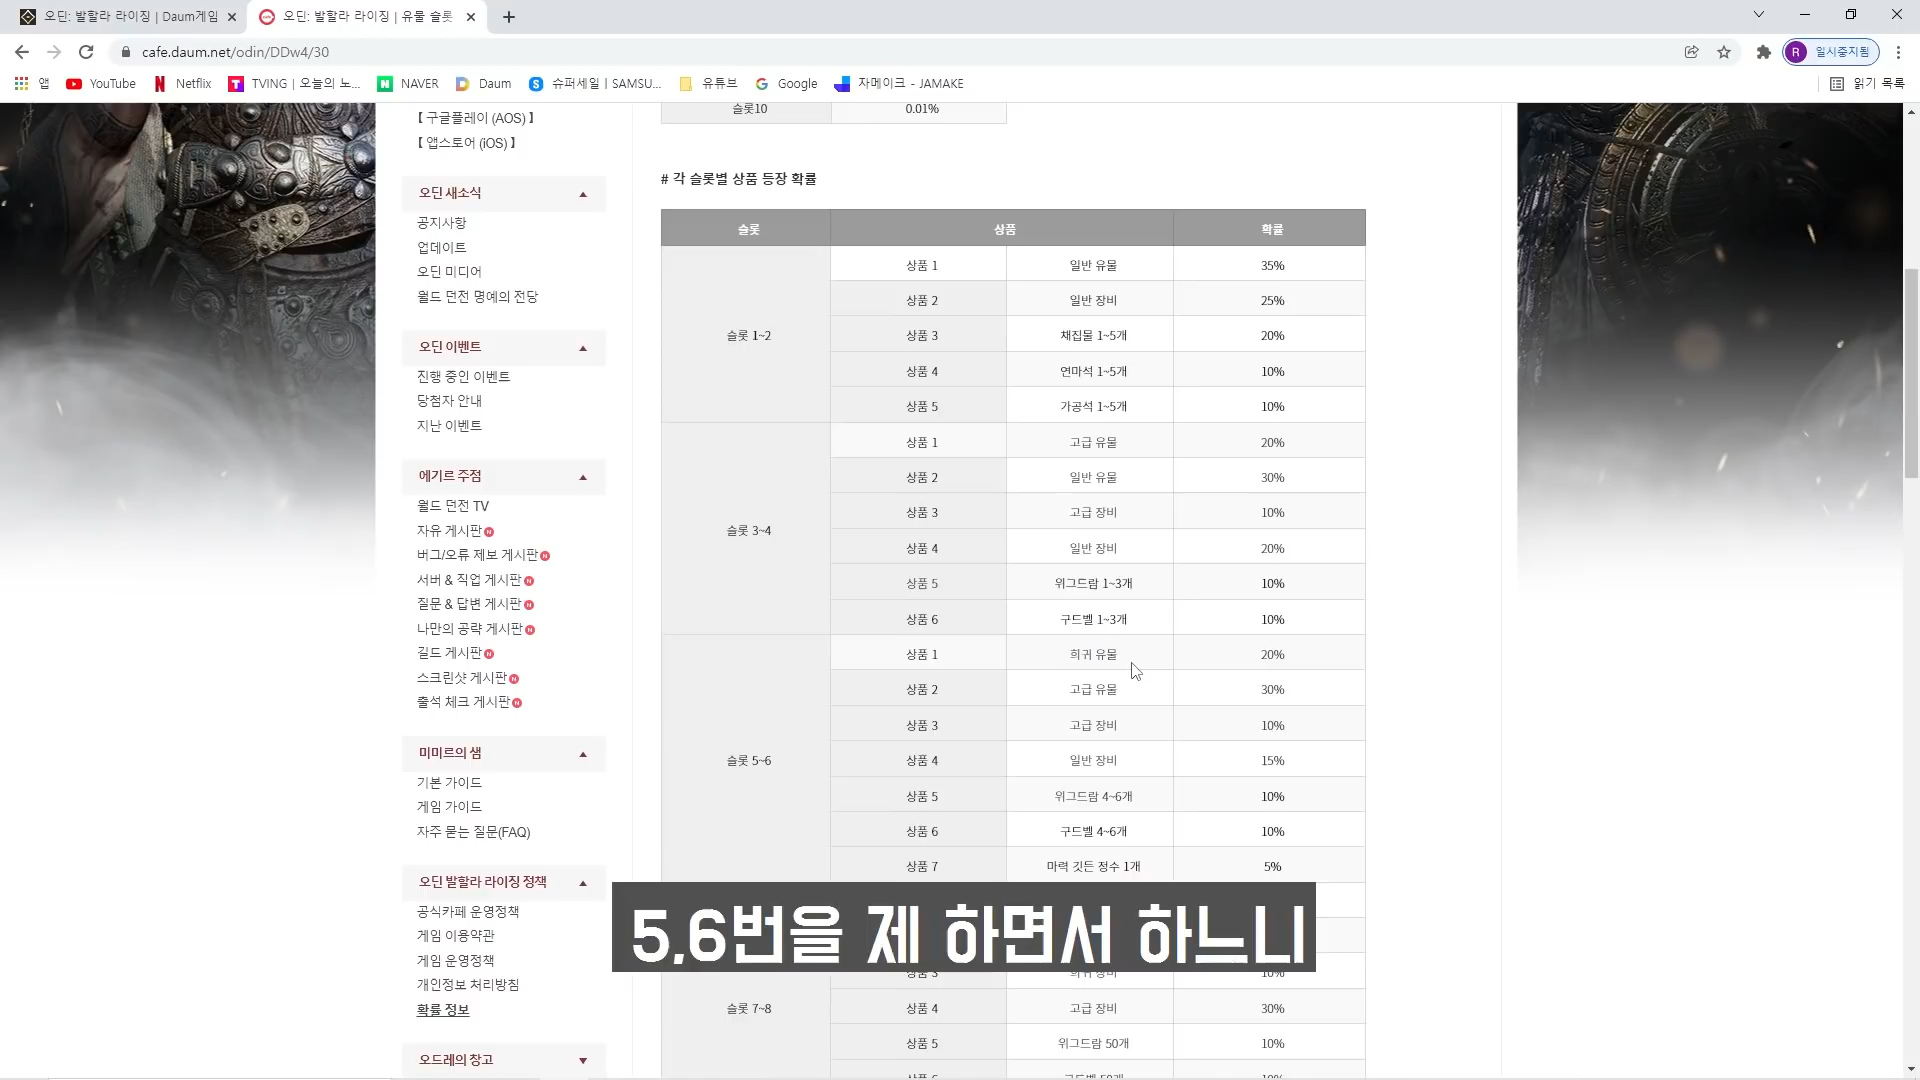 오딘: 발할라 라이징 | Daum게임
오딘: 발할라 라이징 | 유물 슬롯
cafe.daum.net/odin/DDw4/30
R 일시중지됨
앱 YouTube Netflix TVING | 오늘의 노... NAVER Daum 슈퍼세일 | SAMSU... 유튜브 Google 자메이크 - JAMAKE 읽기 목록
【 구글플레이 (AOS) 】
【 앱스토어 (iOS) 】
오딘 새소식 ▲
공지사항
업데이트
오딘 미디어
월드 던전 명예의 전당
오딘 이벤트 ▲
진행 중인 이벤트
당첨자 안내
지난 이벤트
에기르 주점 ▲
월드 던전 TV
자유 게시판 N
버그/오류 제보 게시판 N
서버 & 직업 게시판 N
질문 & 답변 게시판 N
나만의 공략 게시판 N
길드 게시판 N
스크린샷 게시판 N
출석 체크 게시판 N
미미르의 샘 ▲
기본 가이드
게임 가이드
자주 묻는 질문(FAQ)
오딘 발할라 라이징 정책 ▲
공식카페 운영정책
게임 이용약관
게임 운영정책
개인정보 처리방침
확률 정보
오드레의 창고 ▼
슬롯10 0.01%
# 각 슬롯별 상품 등장 확률
슬롯 상품 확률
슬롯 1~2
상품 1 일반 유물 35%
상품 2 일반 장비 25%
상품 3 채집물 1~5개 20%
상품 4 연마석 1~5개 10%
상품 5 가공석 1~5개 10%
슬롯 3~4
상품 1 고급 유물 20%
상품 2 일반 유물 30%
상품 3 고급 장비 10%
상품 4 일반 장비 20%
상품 5 위그드람 1~3개 10%
상품 6 구드벨 1~3개 10%
슬롯 5~6
상품 1 희귀 유물 20%
상품 2 고급 유물 30%
상품 3 고급 장비 10%
상품 4 일반 장비 15%
상품 5 위그드람 4~6개 10%
상품 6 구드벨 4~6개 10%
상품 7 마력 깃든 정수 1개 5%
5,6번을 제 하면서 하느니
슬롯 7~8
상품 4 고급 장비 30%
상품 5 위그드람 50개 10%